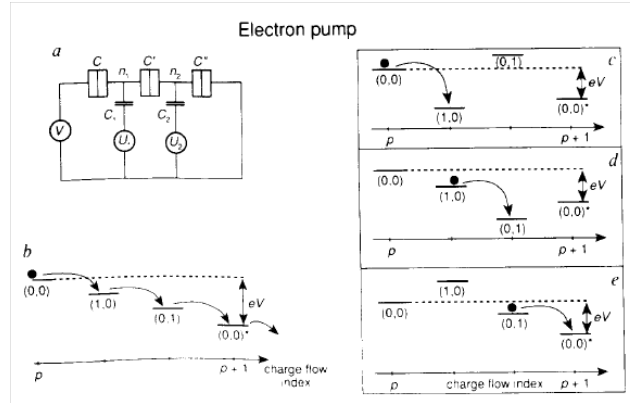 Electron pump
a
C n₁ C' n₂ C"
C₁ C₂
V U₁ U₂
b
(0,0)
(1,0)
(0,1)
(0,0)*
eV
p p + 1 charge flow
index
c
(0,1)
(0,0) eV
(1,0) (0,0)*
p p + 1
d
(0,0)
(1,0) eV
(0,1) (0,0)*
p p + 1
e
(1,0)
(0,0) (0,1) eV
(0,0)*
p charge flow index p + 1